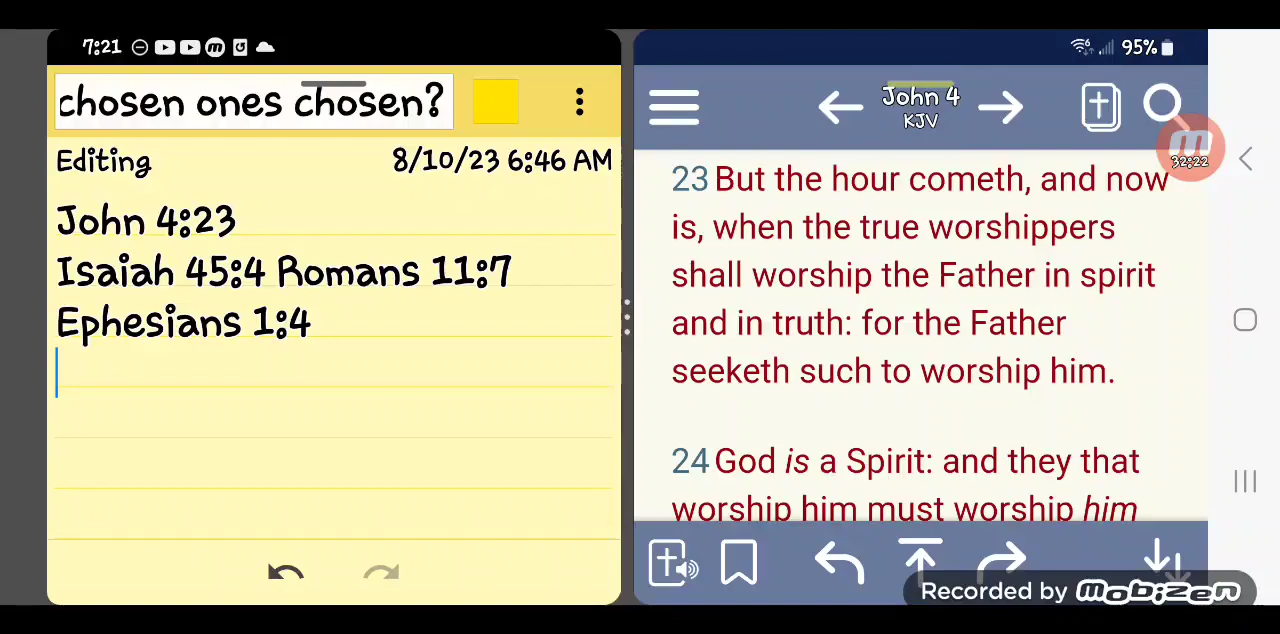 7:21
chosen ones chosen?
Editing 8/10/23 6:46 AM
John 4:23
Isaiah 45:4 Romans 11:7
Ephesians 1:4
95%
John 4
KJV
32:22
23 But the hour cometh, and now
is, when the true worshippers
shall worship the Father in spirit
and in truth: for the Father
seeketh such to worship him.
24 God is a Spirit: and they that
worship him must worship him
Recorded by mobizen